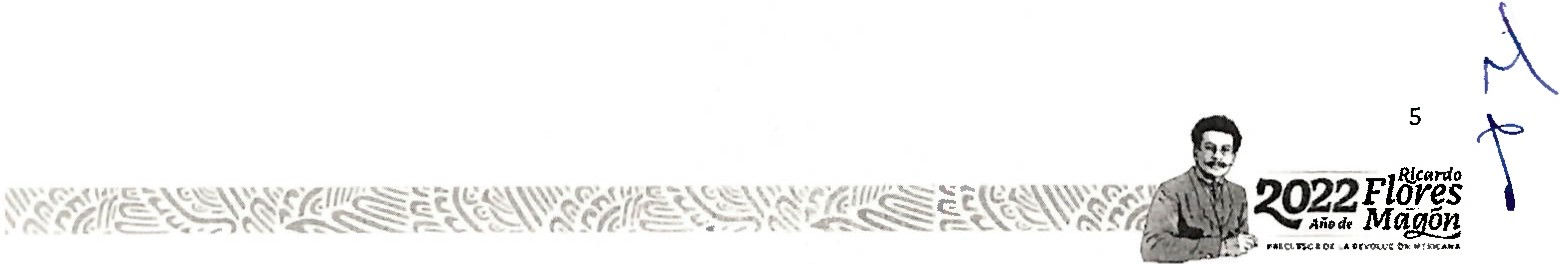 5
2022 Año de Ricardo Flores Magón
PRECURSOR DE LA REVOLUCIÓN MEXICANA